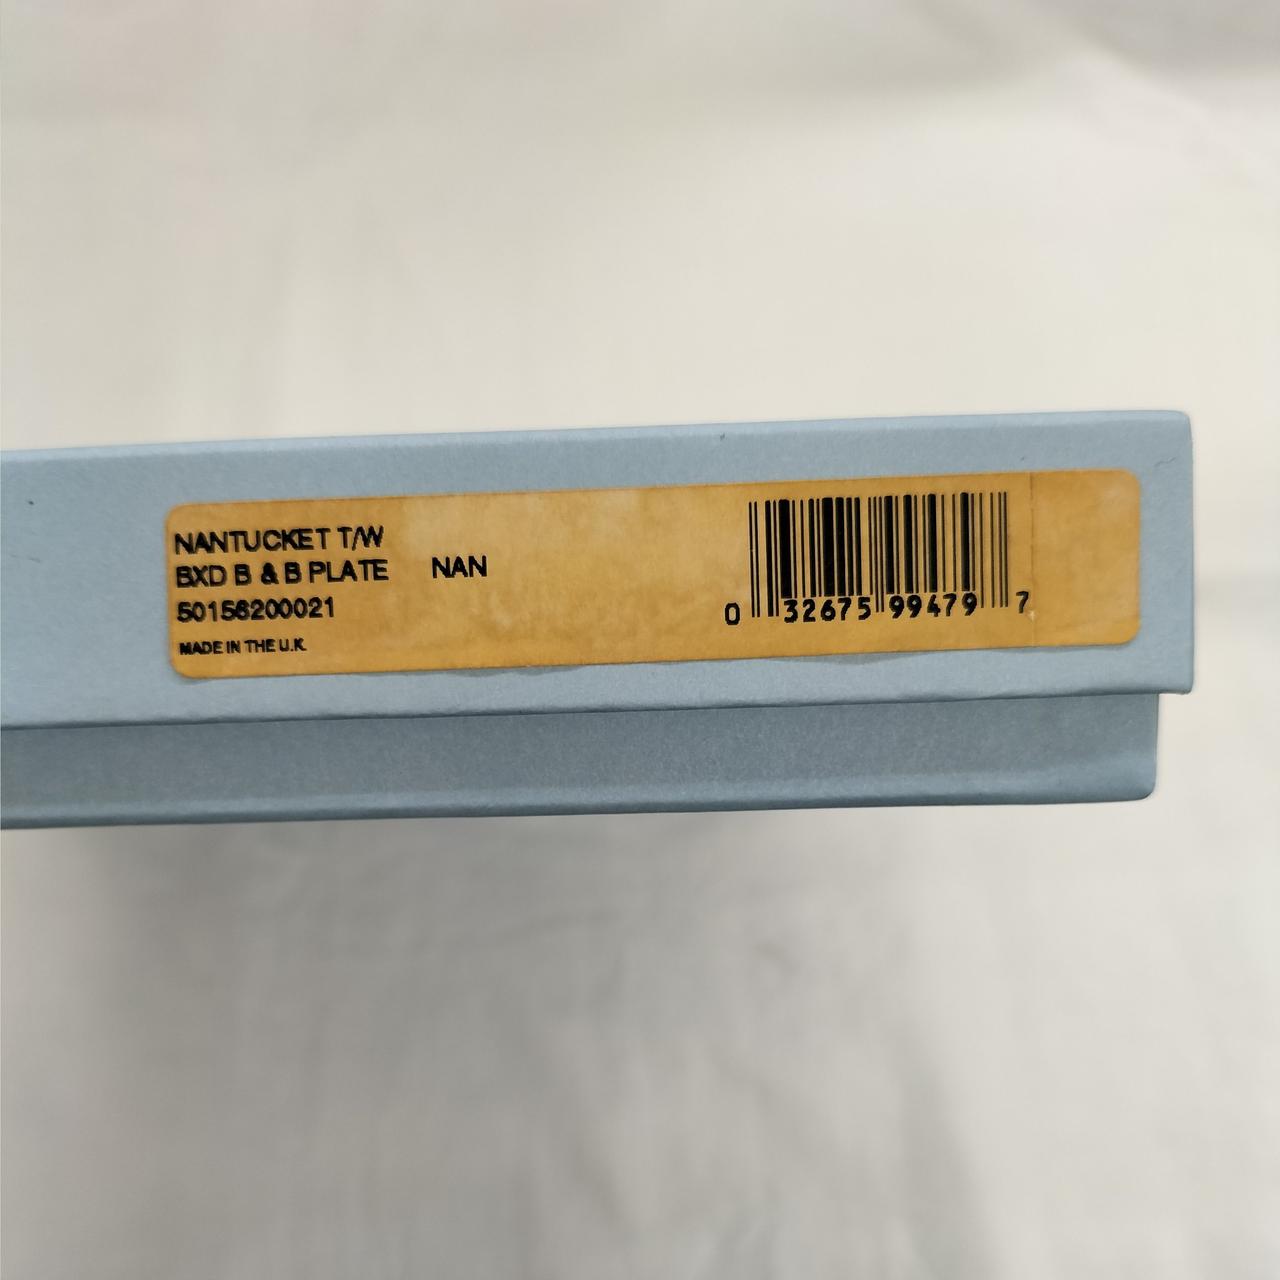 NANTUCKET T/W
BXD B & B PLATE NAN
50156200021
MADE IN THE U.K.
0 32675 99479 7